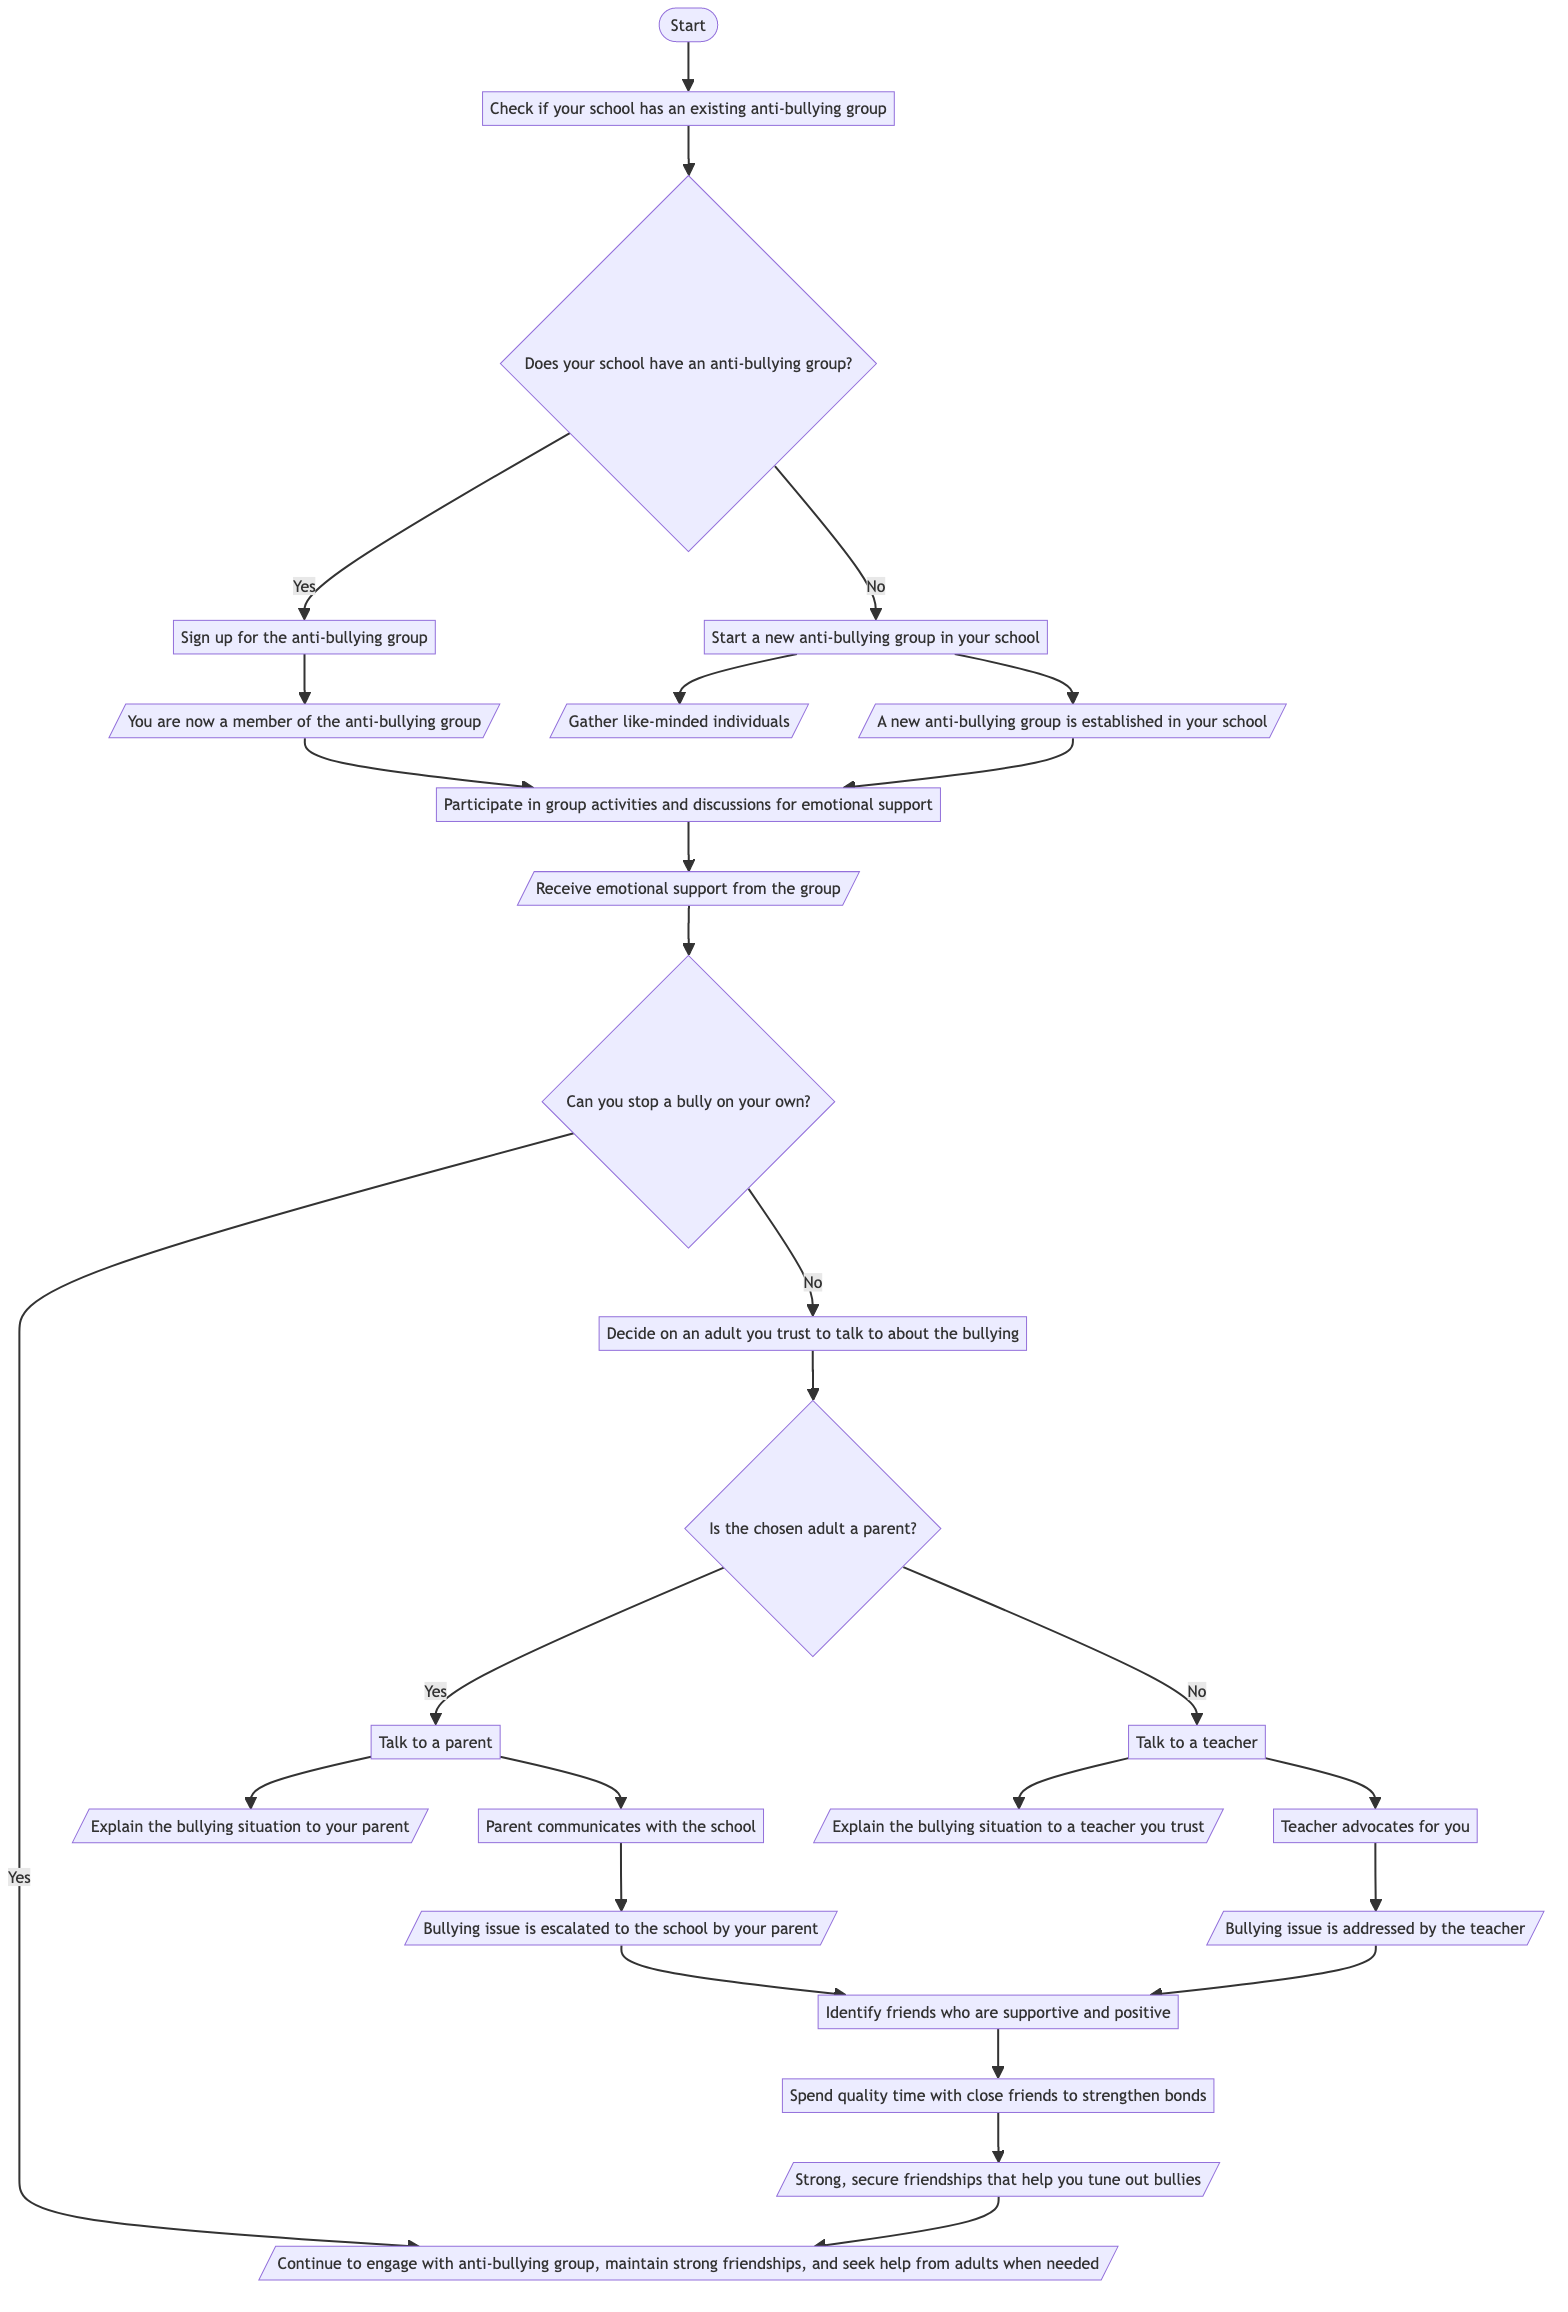 Start
Check if your school has an existing anti-bullying group
Does your school have an anti-bullying group?
Yes
No
Sign up for the anti-bullying group
Start a new anti-bullying group in your school
You are now a member of the anti-bullying group
Gather like-minded individuals
A new anti-bullying group is established in your school
Participate in group activities and discussions for emotional support
Receive emotional support from the group
Can you stop a bully on your own?
No
Decide on an adult you trust to talk to about the bullying
Is the chosen adult a parent?
Yes
No
Talk to a parent
Talk to a teacher
Explain the bullying situation to your parent
Parent communicates with the school
Explain the bullying situation to a teacher you trust
Teacher advocates for you
Yes
Bullying issue is escalated to the school by your parent
Bullying issue is addressed by the teacher
Identify friends who are supportive and positive
Spend quality time with close friends to strengthen bonds
Strong, secure friendships that help you tune out bullies
Continue to engage with anti-bullying group, maintain strong friendships, and seek help from adults when needed